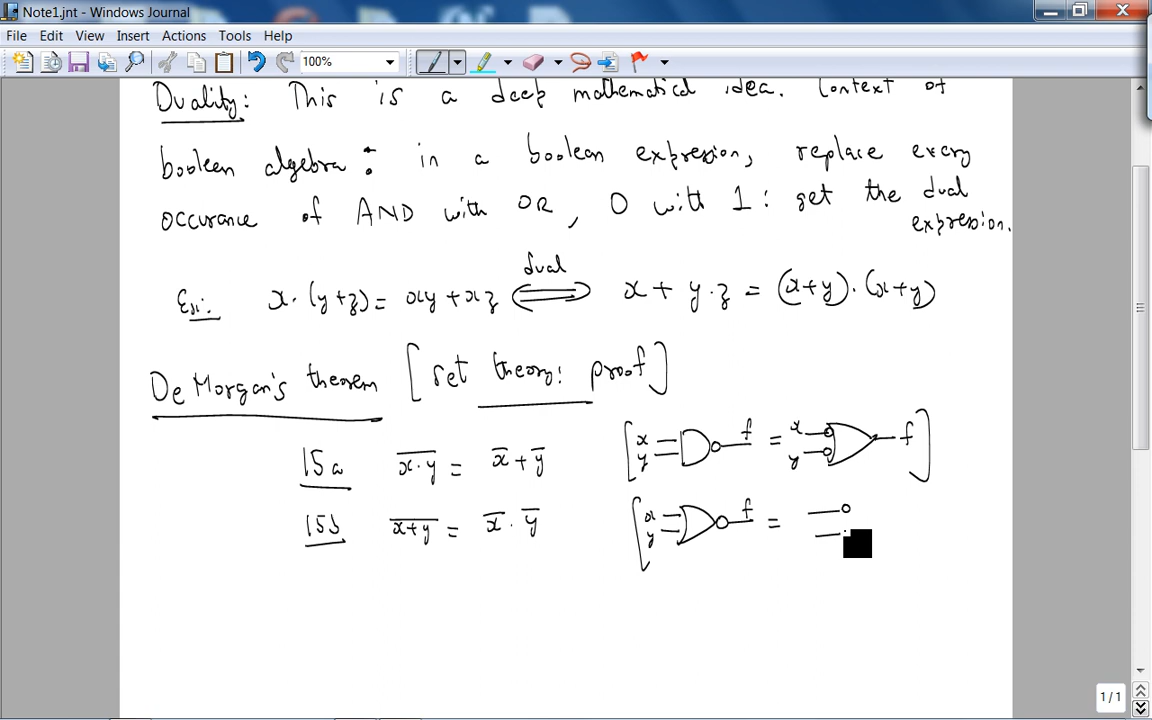 Note1.jnt - Windows Journal
File Edit View Insert Actions Tools Help
100%
Duality: This is a deep mathematical idea. Context of
boolean algebra : in a boolean expression, replace every
occurance of AND with OR, 0 with 1 : get the dual
expression.
dual
Ex: x·(y+z) = xy + xz ⟺ x + y·z = (x+y)·(x+y)
De Morgan's theorem [set theory: proof]
15a x̅·̅y̅ = x̅ + y̅ [x y f = x y f]
15b x̅+̅y̅ = x̅ · y̅ [x y f =
1/1